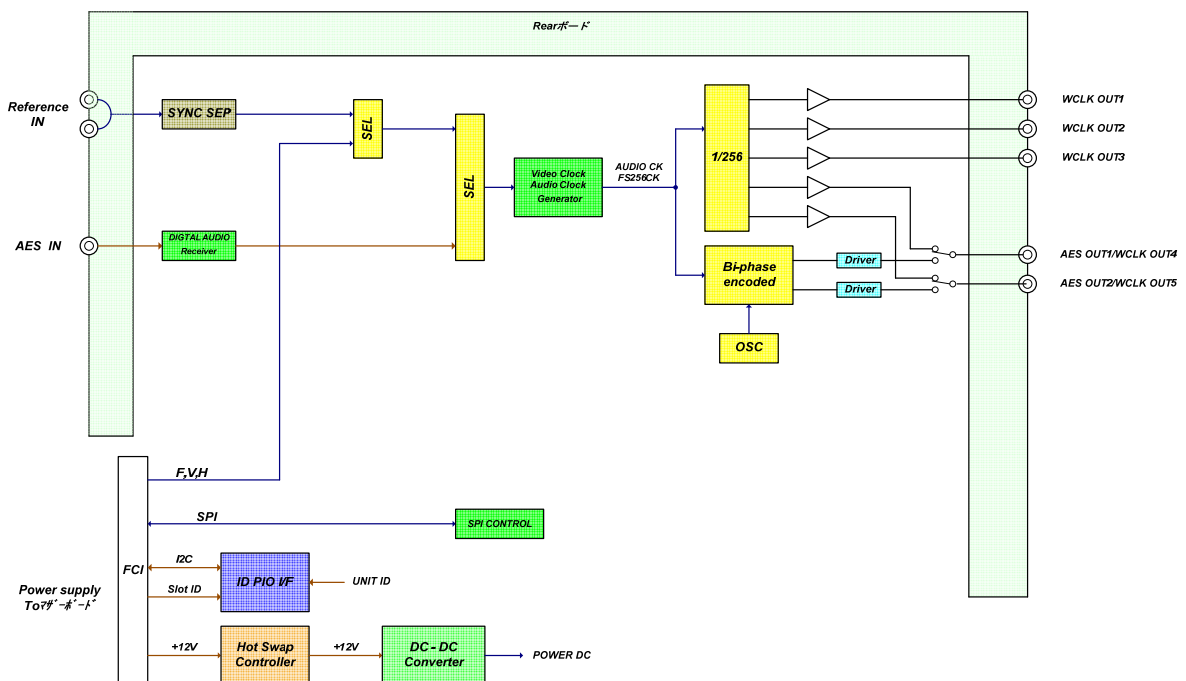 Rearﾎﾞｰﾄﾞ
Reference
IN
SYNC SEP
SEL
SEL
Video Clock
Audio Clock
Generator
AUDIO CK
FS256CK
1/256
WCLK OUT1
WCLK OUT2
WCLK OUT3
AES IN
DIGTAL AUDIO
Receiver
Bi-phase
encoded
Driver
Driver
AES OUT1/WCLK OUT4
AES OUT2/WCLK OUT5
OSC
F,V,H
SPI
SPI CONTROL
FCI
I2C
Slot ID
ID PIO I/F
UNIT ID
Power supply
Toﾏｻﾞｰﾎﾞｰﾄﾞ
+12V
Hot Swap
Controller
+12V
DC-DC
Converter
POWER DC